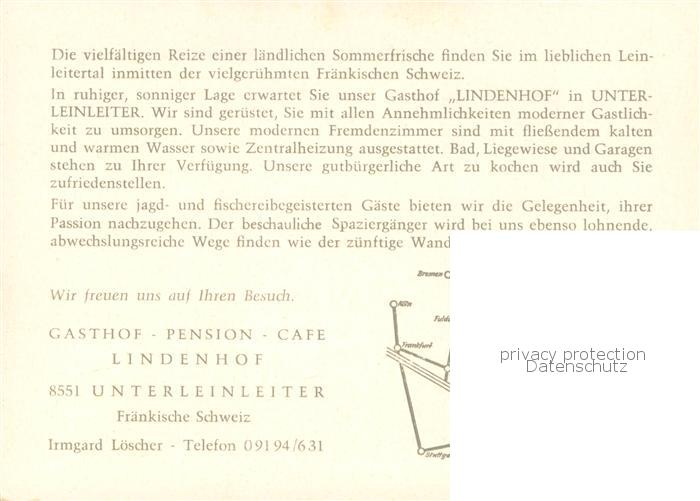 Die vielfältigen Reize einer ländlichen Sommerfrische finden Sie im lieblichen Lein-
leitertal inmitten der vielgerühmten Fränkischen Schweiz.
In ruhiger, sonniger Lage erwartet Sie unser Gasthof „LINDENHOF" in UNTER-
LEINLEITER. Wir sind gerüstet, Sie mit allen Annehmlichkeiten moderner Gastlich-
keit zu umsorgen. Unsere modernen Fremdenzimmer sind mit fließendem kalten
und warmen Wasser sowie Zentralheizung ausgestattet. Bad, Liegewiese und Garagen
stehen zu Ihrer Verfügung. Unsere gutbürgerliche Art zu kochen wird auch Sie
zufriedenstellen.
Für unsere jagd- und fischereibegeisterten Gäste bieten wir die Gelegenheit, ihrer
Passion nachzugehen. Der beschauliche Spaziergänger wird bei uns ebenso lohnende,
abwechslungsreiche Wege finden wie der zünftige Wand
Bremen
Wir freuen uns auf Ihren Besuch.
Köln
Fulda
GASTHOF - PENSION - CAFE
Frankfurt
LINDENHOF
privacy protection
Datenschutz
8551 UNTERLEINLEITER
Fränkische Schweiz
Irmgard Löscher - Telefon 09194/631
Stuttga